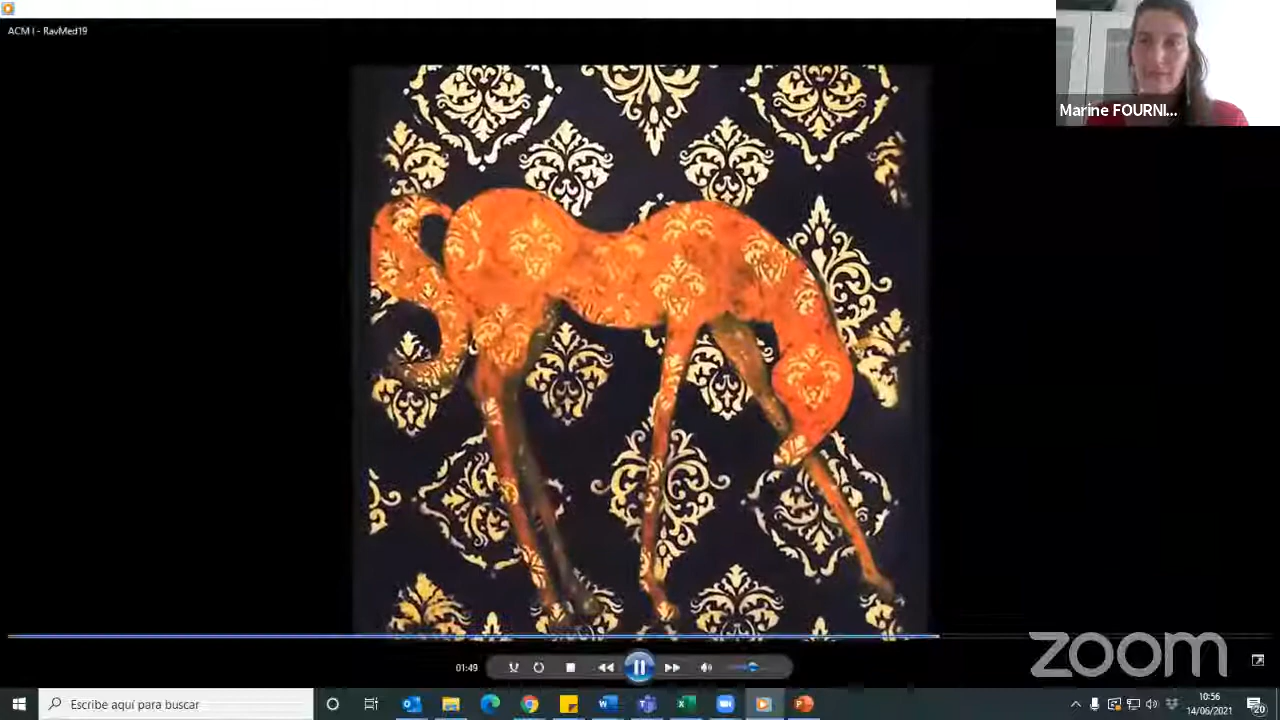 ACM I - RavMed19
Marine FOURNI...
01:49
zoom
Escribe aquí para buscar
10:56
14/06/2021
20